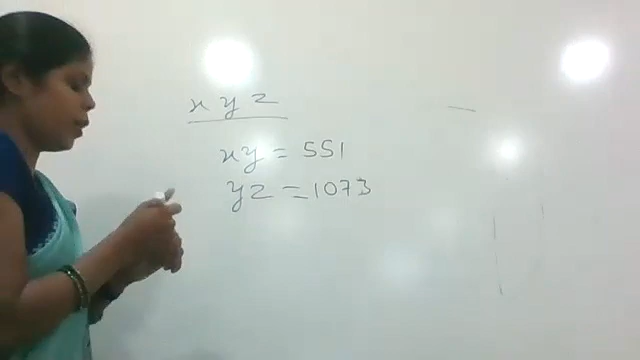 x y z
xy = 551
yz = 1073